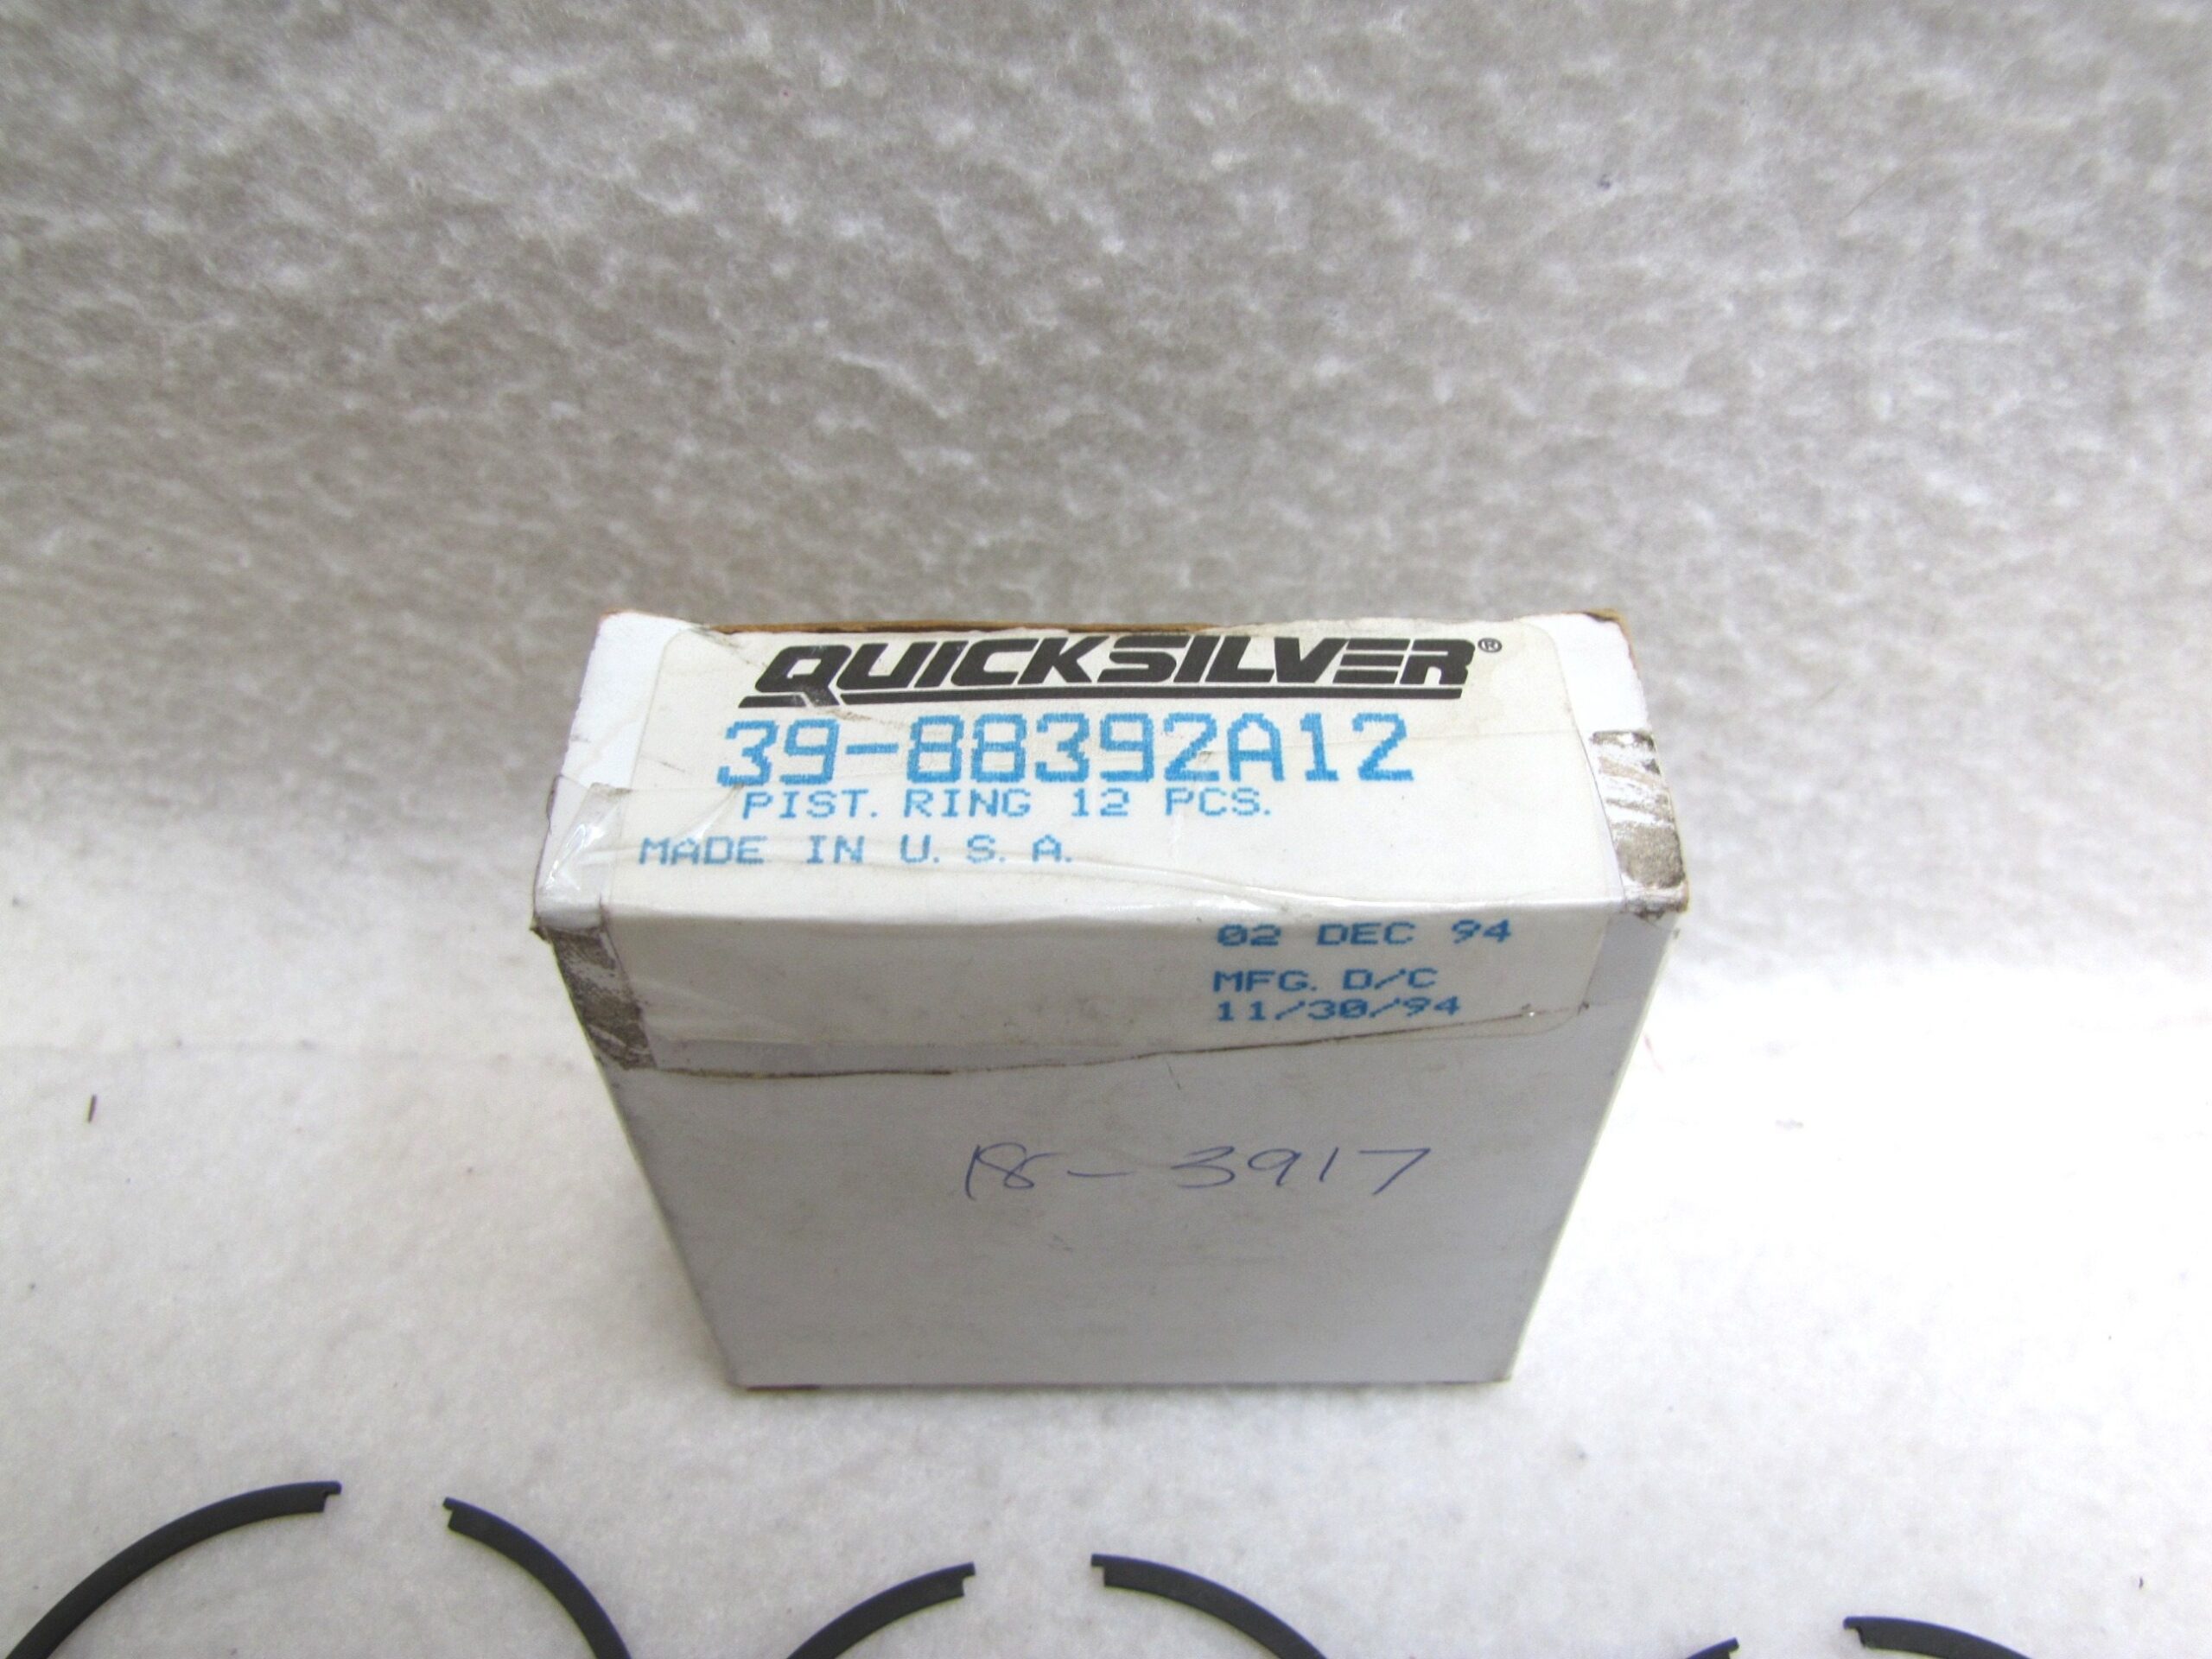 QUICKSILVER®
39-88392A12
PIST. RING 12 PCS.
MADE IN U. S. A.
02 DEC 94
MFG. D/C
11/30/94
18-3917